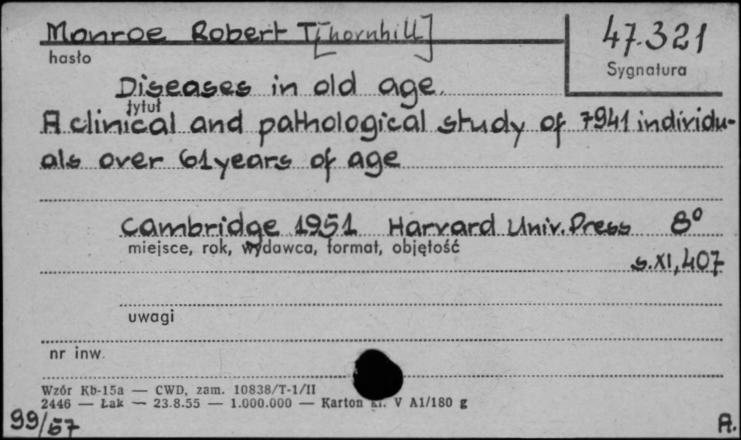 Monroe Robert T[hornhill]
47.321
hasło
Sygnatura
Diseases in old age.
tytuł
A clinical and pathological study of 7941 individu-
als over 61 years of age
Cambridge 1951 Harvard Univ. Press 8°
miejsce, rok, wydawca, format, objętość
s. XI, 407
uwagi
nr inw.
Wzór Kb-15a — CWD, zam. 10838/T-1/II
2446 — Łak — 23.8.55 — 1.000.000 — Karton kl. V A1/180 g
99/57
A.